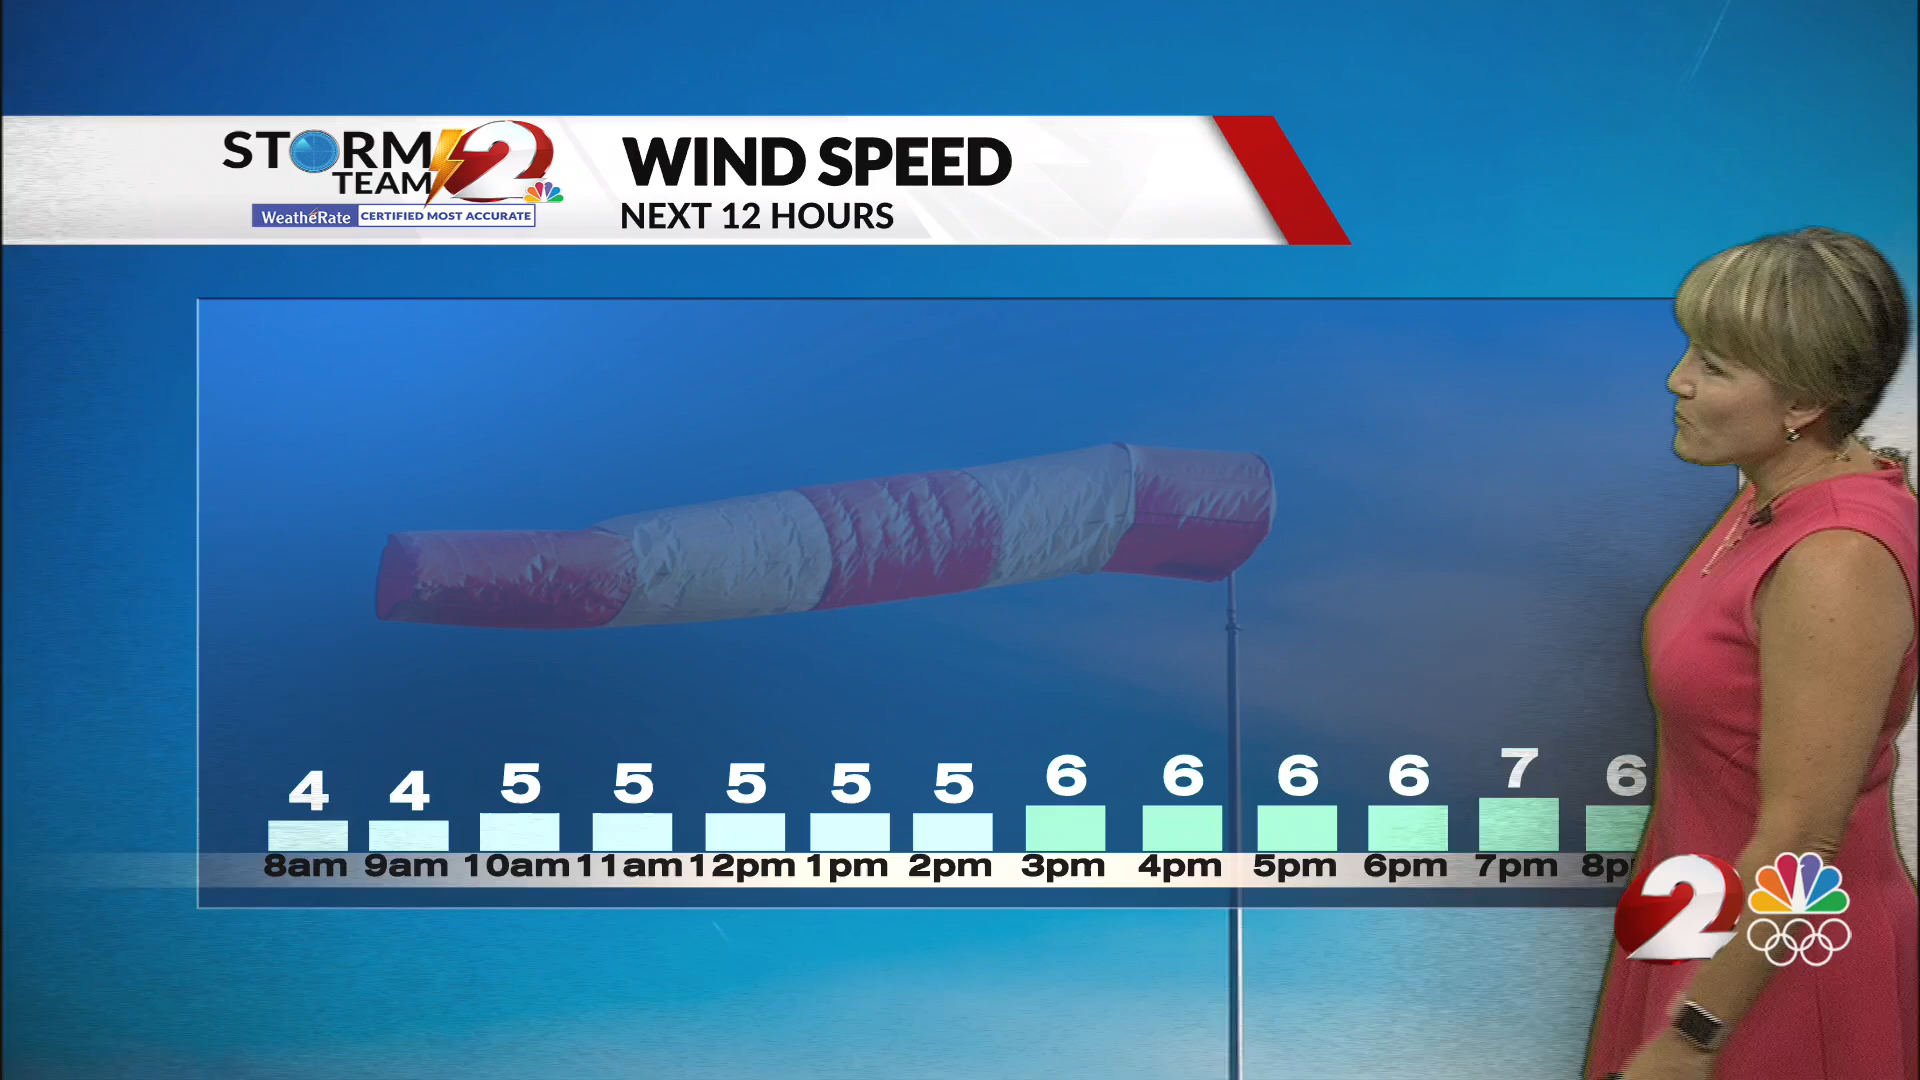 STORM TEAM 2
WeatheRate CERTIFIED MOST ACCURATE
WIND SPEED
NEXT 12 HOURS
4 4 5 5 5 5 5 6 6 6 6 7 6
8am 9am 10am 11am 12pm 1pm 2pm 3pm 4pm 5pm 6pm 7pm 8p
2